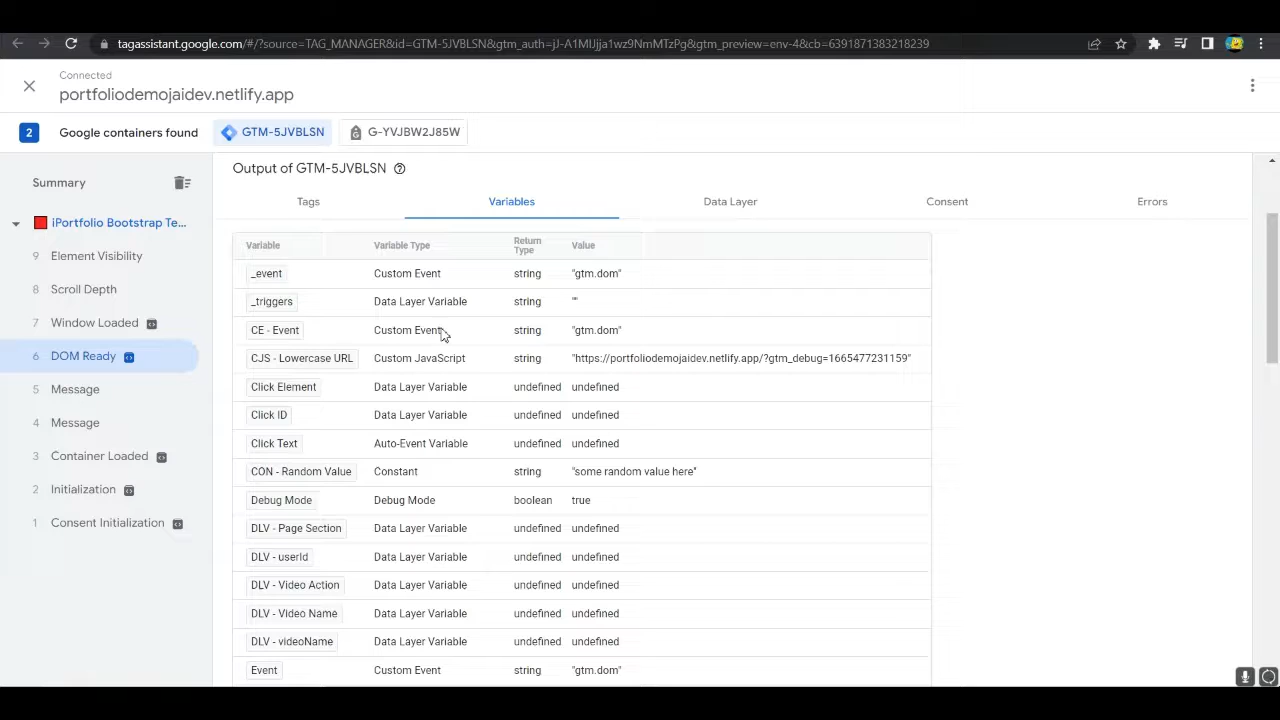 tagassistant.google.com/#/?source=TAG_MANAGER&id=GTM-5JVBLSN&gtm_auth=jJ-A1MlJjja1wz9NmMTzPg&gtm_preview=env-4&cb=6391871383218239
Connected
portfoliodemojaidev.netlify.app
2 Google containers found GTM-5JVBLSN G-YVJBW2J85W
Summary
iPortfolio Bootstrap Te...
9 Element Visibility
8 Scroll Depth
7 Window Loaded
6 DOM Ready
5 Message
4 Message
3 Container Loaded
2 Initialization
1 Consent Initialization
Output of GTM-5JVBLSN
Tags Variables Data Layer Consent Errors
Variable Variable Type Return Type Value
_event Custom Event string "gtm.dom"
_triggers Data Layer Variable string ""
CE - Event Custom Event string "gtm.dom"
CJS - Lowercase URL Custom JavaScript string "https://portfoliodemojaidev.netlify.app/?gtm_debug=1665477231159"
Click Element Data Layer Variable undefined undefined
Click ID Data Layer Variable undefined undefined
Click Text Auto-Event Variable undefined undefined
CON - Random Value Constant string "some random value here"
Debug Mode Debug Mode boolean true
DLV - Page Section Data Layer Variable undefined undefined
DLV - userId Data Layer Variable undefined undefined
DLV - Video Action Data Layer Variable undefined undefined
DLV - Video Name Data Layer Variable undefined undefined
DLV - videoName Data Layer Variable undefined undefined
Event Custom Event string "gtm.dom"